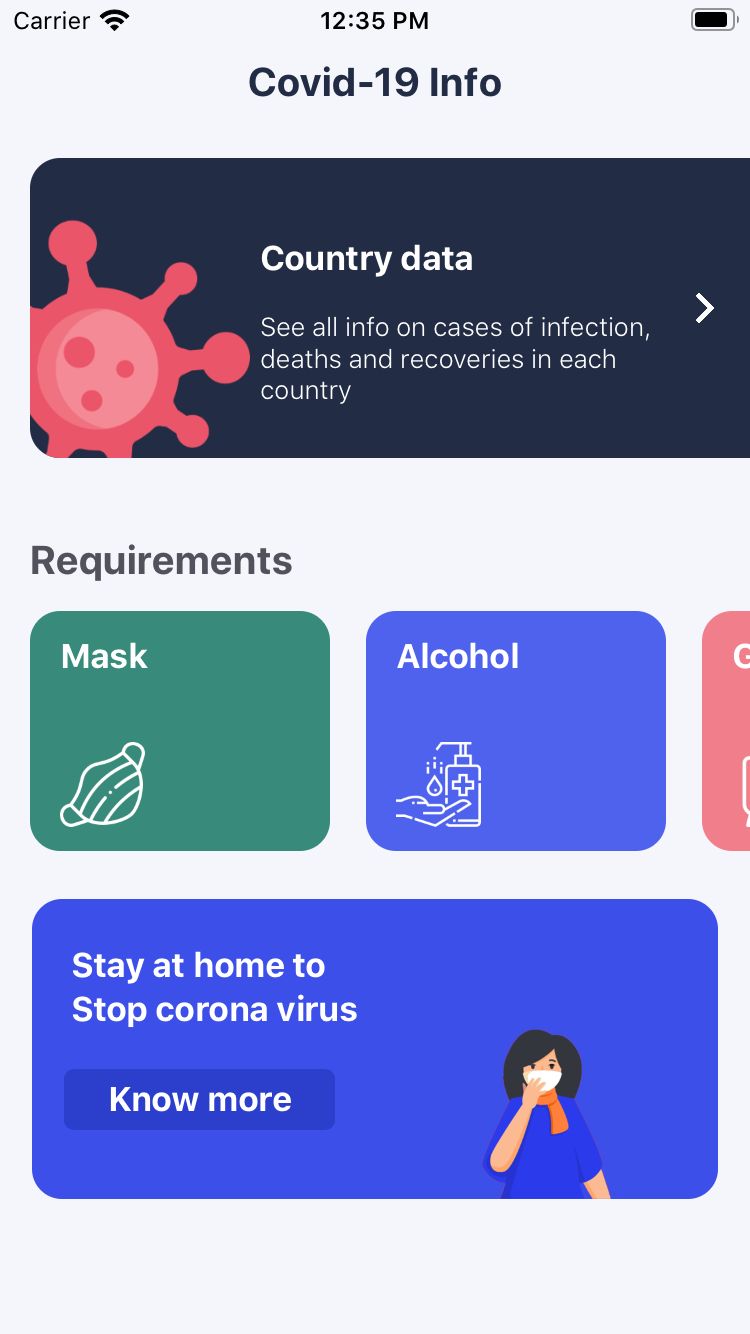 Carrier 12:35 PM
Covid-19 Info
Country data
See all info on cases of infection,
deaths and recoveries in each
country
Requirements
Mask Alcohol G
Stay at home to
Stop corona virus
Know more